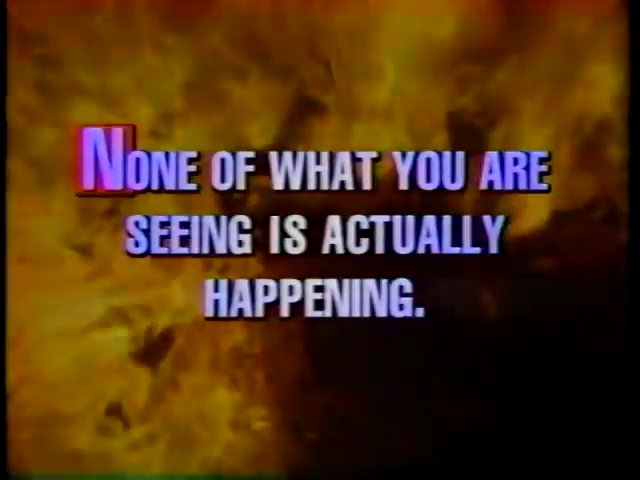 NONE OF WHAT YOU ARE
SEEING IS ACTUALLY
HAPPENING.